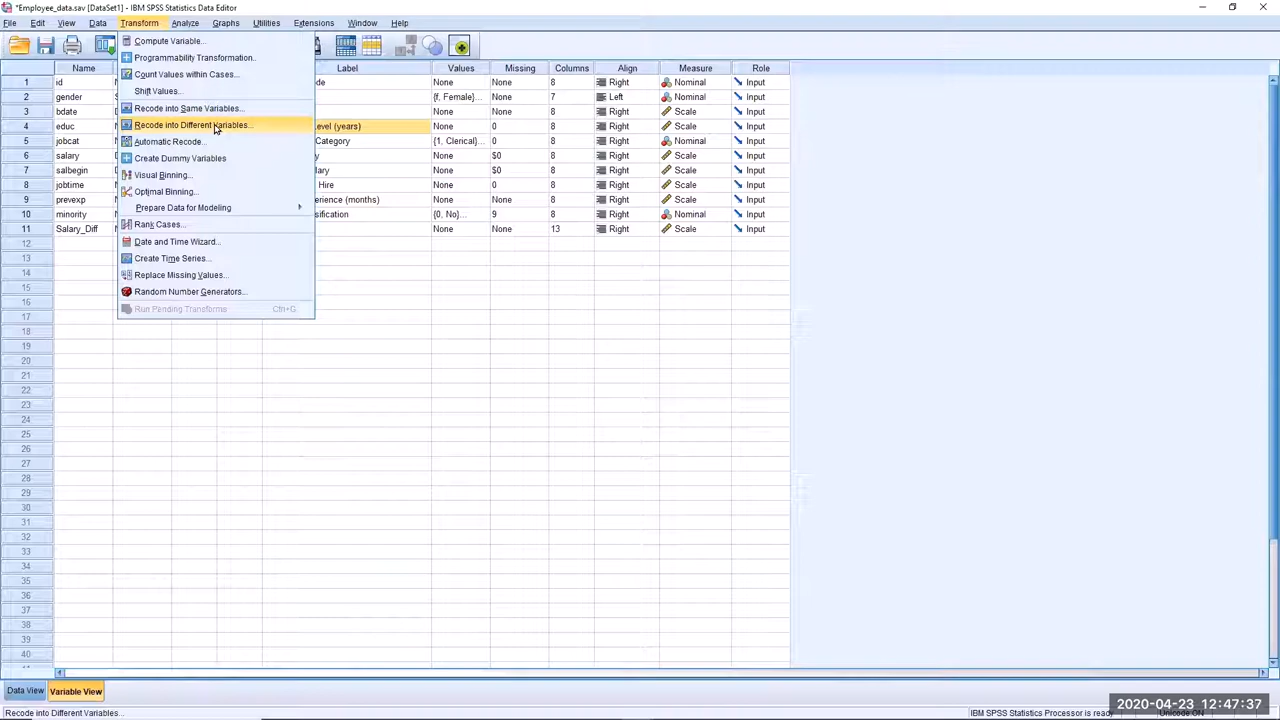 *Employee_data.sav [DataSet1] - IBM SPSS Statistics Data Editor
File Edit View Data Transform Analyze Graphs Utilities Extensions Window Help
Compute Variable...
Programmability Transformation..
Count Values within Cases...
Shift Values...
Recode into Same Variables...
Recode into Different Variables...
Automatic Recode...
Create Dummy Variables
Visual Binning...
Optimal Binning...
Prepare Data for Modeling
Rank Cases...
Date and Time Wizard...
Create Time Series...
Replace Missing Values...
Random Number Generators...
Run Pending Transforms Ctrl+G
Name Label Values Missing Columns Align Measure Role
1 id ode None None 8 Right Nominal Input
2 gender {f, Female}... None 7 Left Nominal Input
3 bdate None None 8 Right Scale Input
4 educ Level (years) None 0 8 Right Scale Input
5 jobcat Category {1, Clerical}... 0 8 Right Nominal Input
6 salary y None $0 8 Right Scale Input
7 salbegin lary None $0 8 Right Scale Input
8 jobtime Hire None 0 8 Right Scale Input
9 prevexp erience (months) None None 8 Right Scale Input
10 minority sification {0, No}... 9 8 Right Nominal Input
11 Salary_Diff None None 13 Right Scale Input
12
13
14
15
16
17
18
19
20
21
22
23
24
25
26
27
28
29
30
31
32
33
34
35
36
37
38
39
40
Data View Variable View
Recode into Different Variables... IBM SPSS Statistics Processor is ready Unicode:ON
2020-04-23 12:47:37